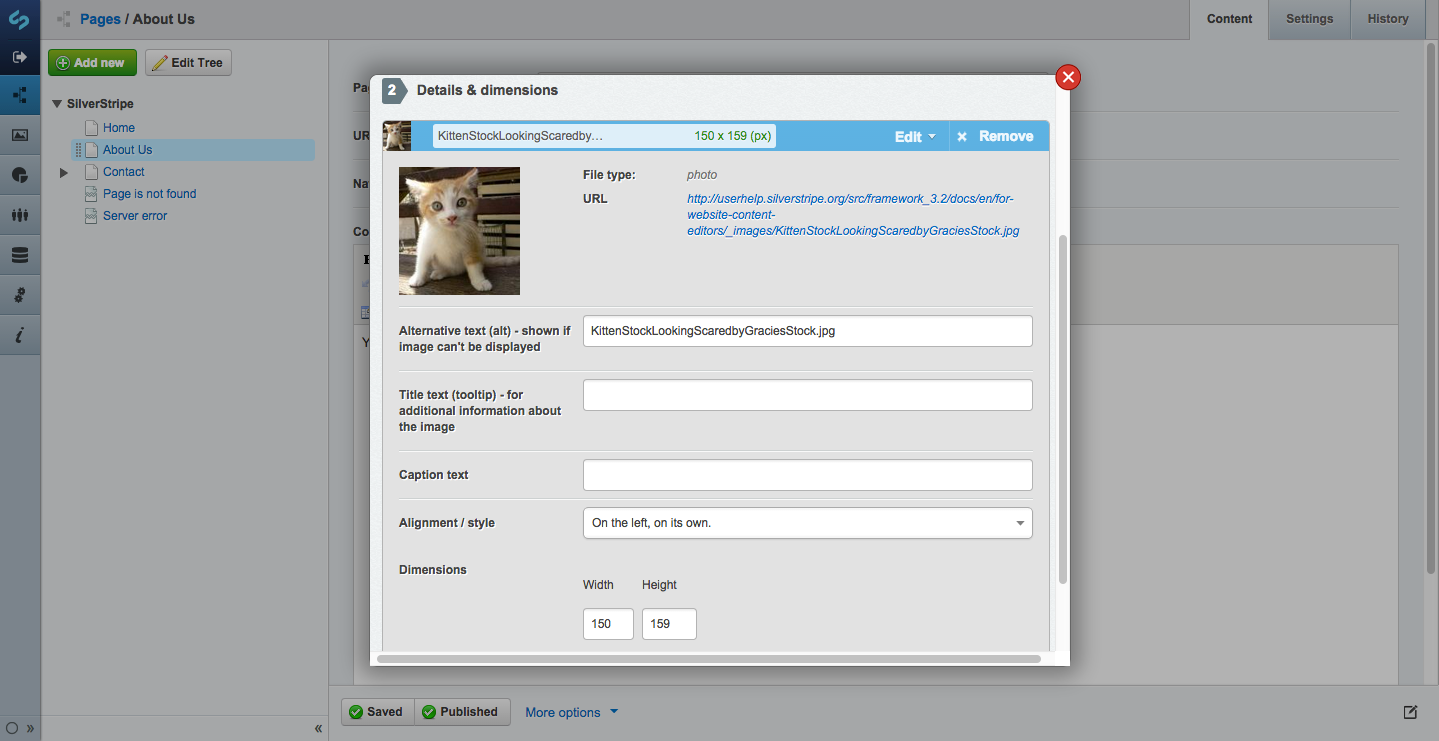 Pages / About Us
Content
Settings
History
Add new
Edit Tree
SilverStripe
Home
About Us
Contact
Page is not found
Server error
2
Details & dimensions
KittenStockLookingScaredby…
150 x 159 (px)
Edit
Remove
File type:
photo
URL
http://userhelp.silverstripe.org/src/framework_3.2/docs/en/for-
website-content-
editors/_images/KittenStockLookingScaredbyGraciesStock.jpg
Alternative text (alt) - shown if
image can't be displayed
KittenStockLookingScaredbyGraciesStock.jpg
Title text (tooltip) - for
additional information about
the image
Caption text
Alignment / style
On the left, on its own.
Dimensions
Width
Height
150
159
Saved
Published
More options